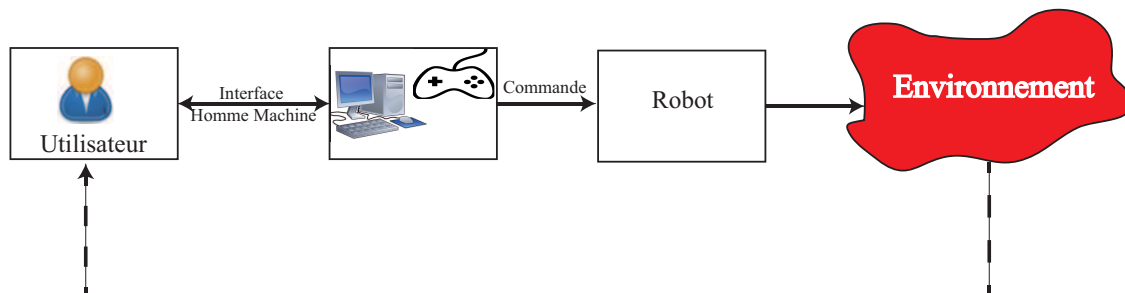 Utilisateur
Interface
Homme Machine
Commande
Robot
Environnement